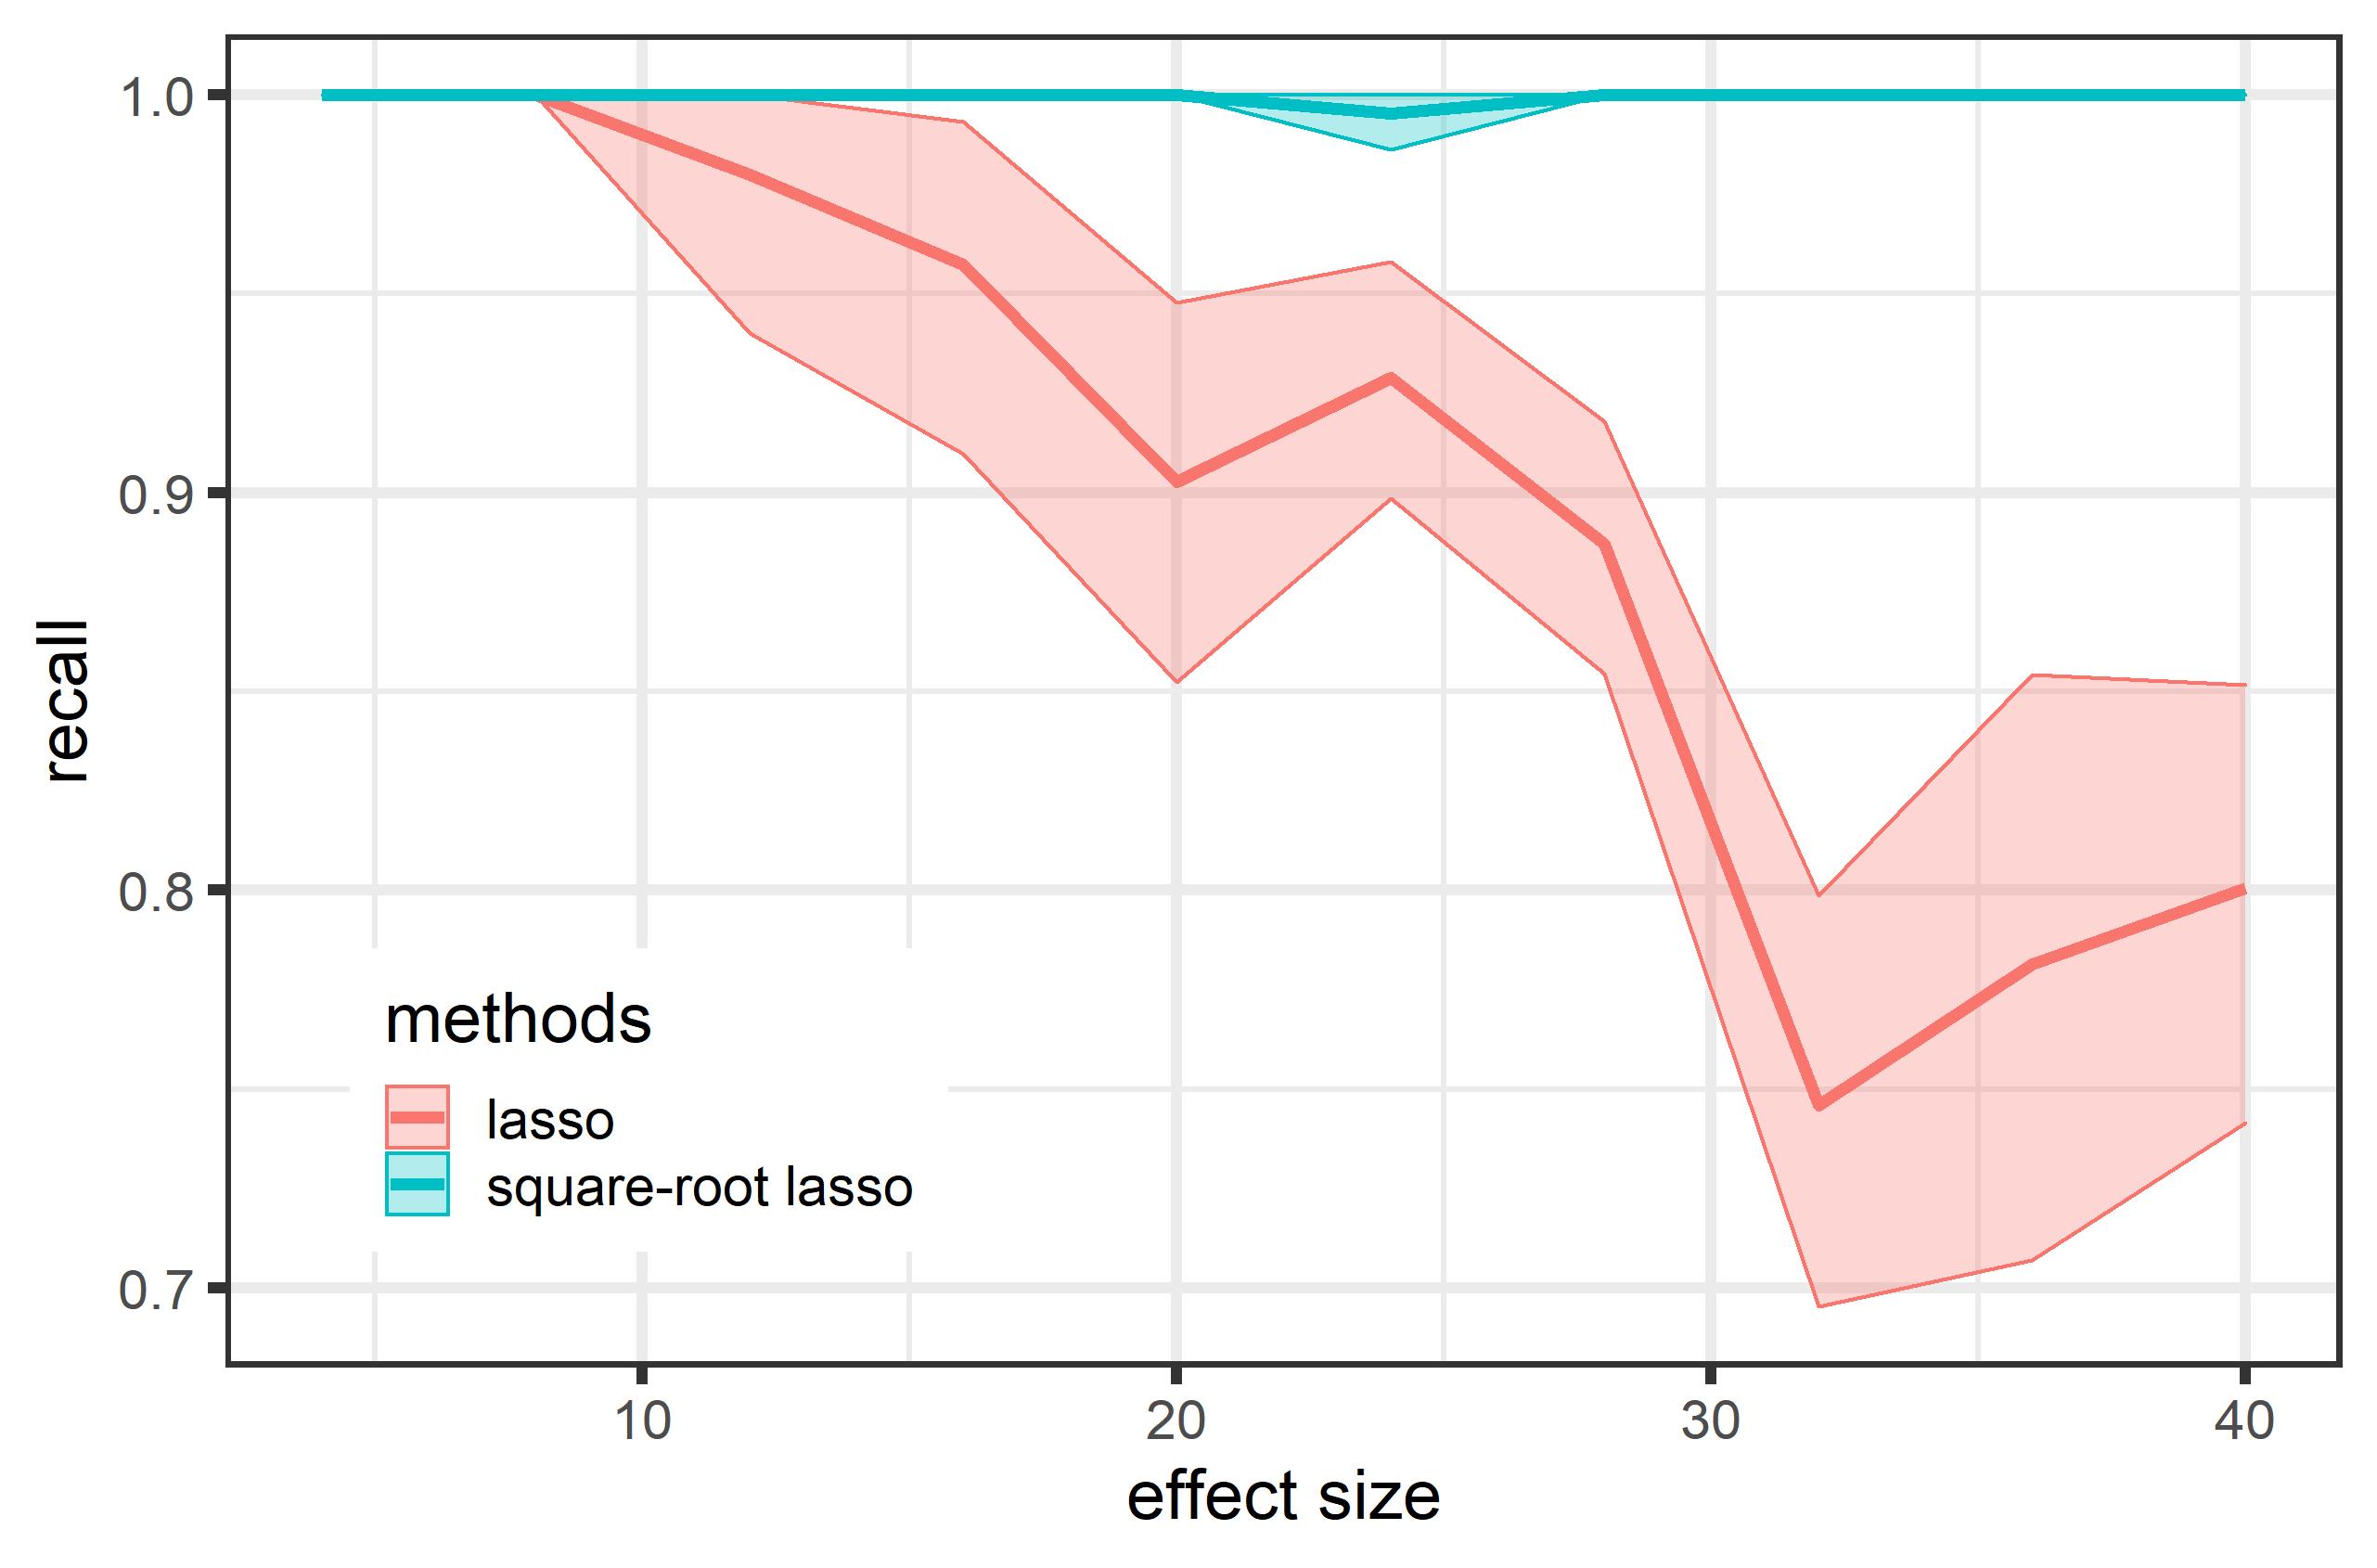 1.0
0.9
0.8
0.7
recall
methods
lasso
square-root lasso
10 20 30 40
effect size